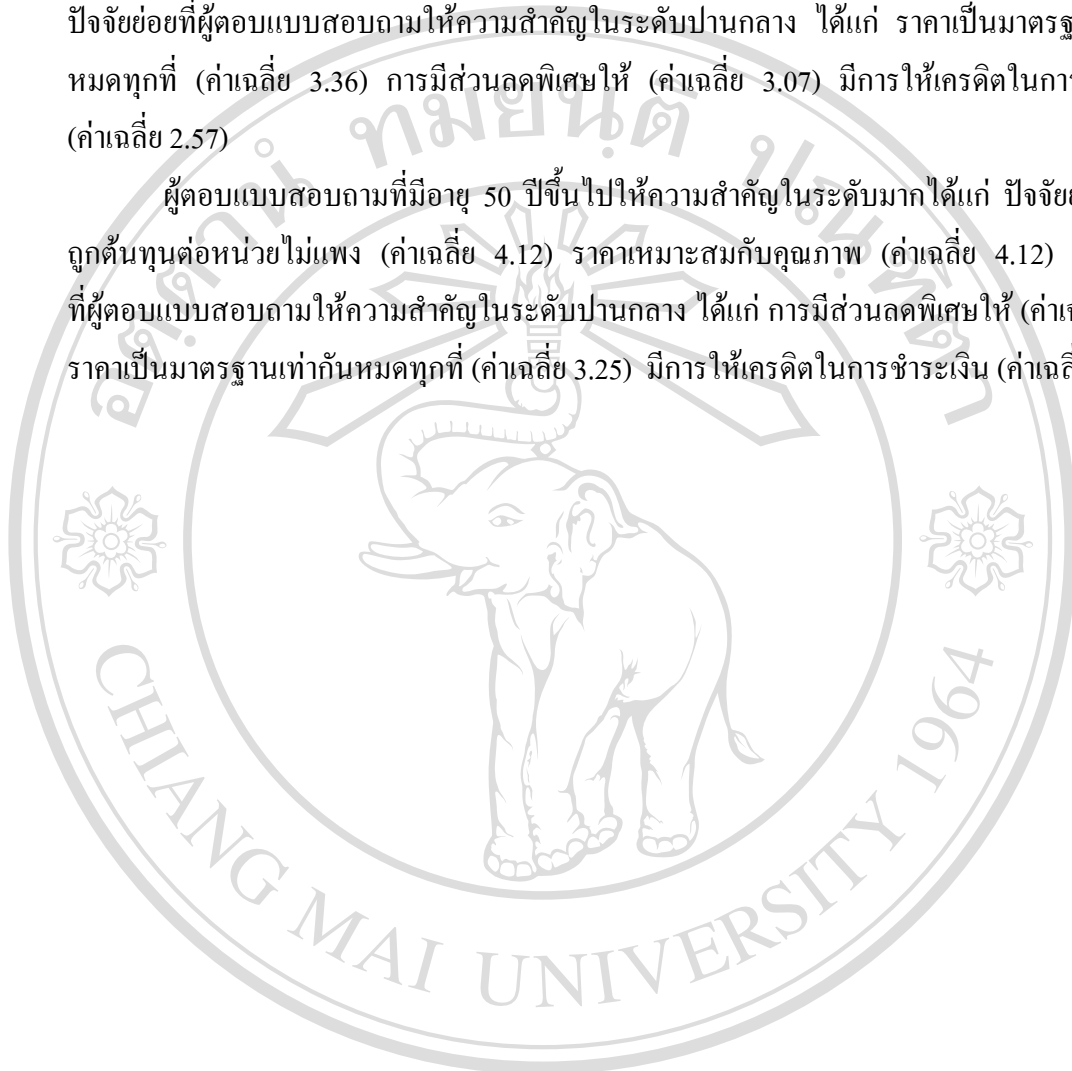 ปัจจัยย่อยที่ผู้ตอบแบบสอบถามให้ความสำคัญในระดับปานกลาง ได้แก่ ราคาเป็นมาตรฐ
หมดทุกที่ (ค่าเฉลี่ย 3.36) การมีส่วนลดพิเศษให้ (ค่าเฉลี่ย 3.07) มีการให้เครดิตในการ
(ค่าเฉลี่ย 2.57)
ผู้ตอบแบบสอบถามที่มีอายุ 50 ปีขึ้นไปให้ความสำคัญในระดับมากได้แก่ ปัจจัยย
ถูกต้นทุนต่อหน่วยไม่แพง (ค่าเฉลี่ย 4.12) ราคาเหมาะสมกับคุณภาพ (ค่าเฉลี่ย 4.12)
ที่ผู้ตอบแบบสอบถามให้ความสำคัญในระดับปานกลาง ได้แก่ การมีส่วนลดพิเศษให้ (ค่าเฉ
ราคาเป็นมาตรฐานเท่ากันหมดทุกที่ (ค่าเฉลี่ย 3.25) มีการให้เครดิตในการชำระเงิน (ค่าเฉลี่
อตฺตานํ ทมยนฺติ ปณฺฑิตา
CHIANG MAI UNIVERSITY 1964